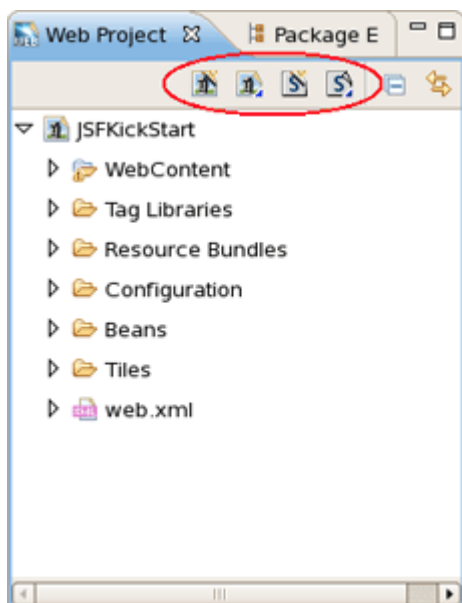 Web Project Package E
JSFKickStart
WebContent
Tag Libraries
Resource Bundles
Configuration
Beans
Tiles
web.xml